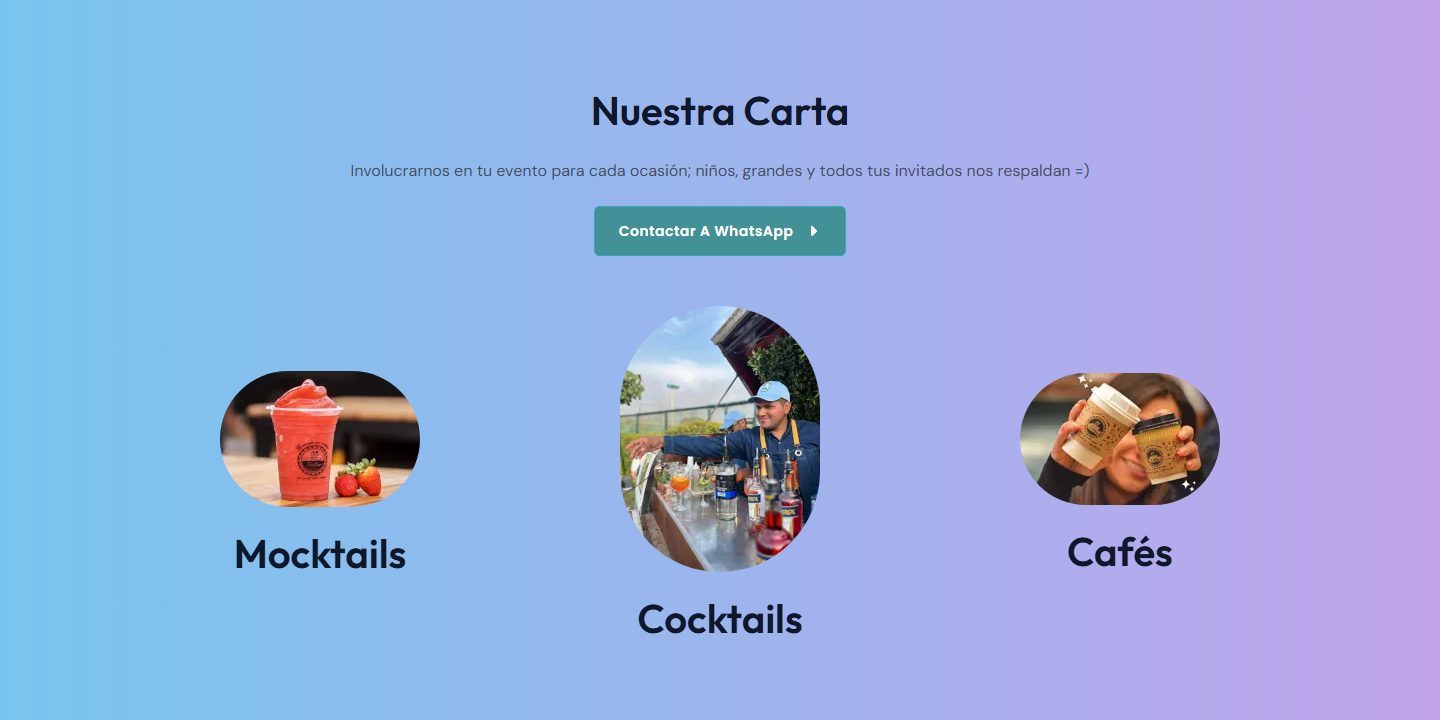 Nuestra Carta
Involucrarnos en tu evento para cada ocasión; niños, grandes y todos tus invitados nos respaldan =)
Contactar A WhatsApp
Mocktails
Cocktails
Cafés